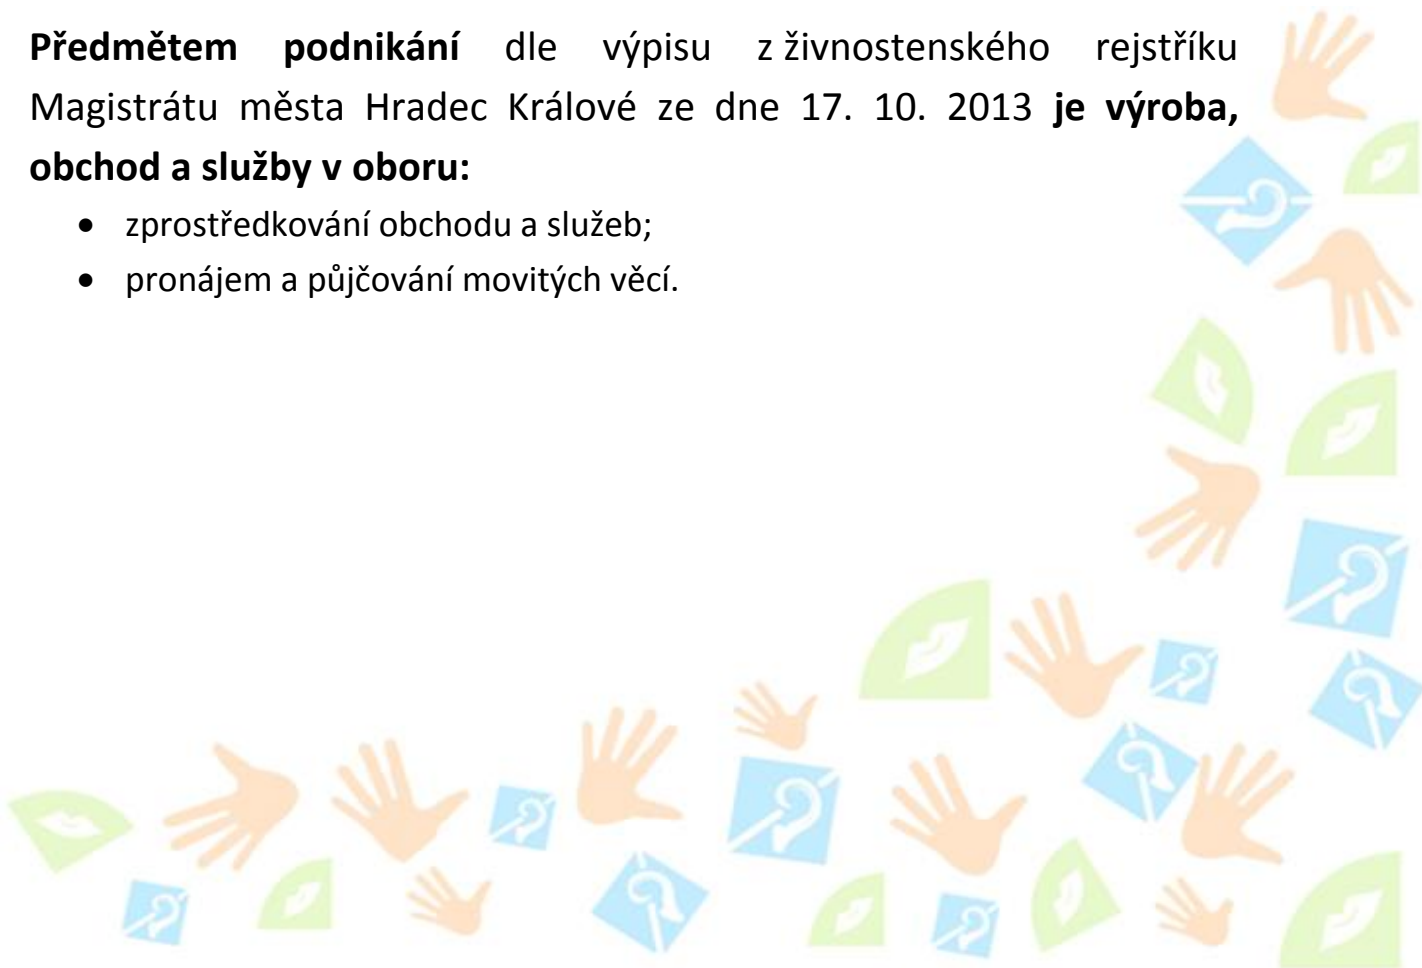 Předmětem podnikání dle výpisu z živnostenského rejstříku
Magistrátu města Hradec Králové ze dne 17. 10. 2013 je výroba,
obchod a služby v oboru:
• zprostředkování obchodu a služeb;
• pronájem a půjčování movitých věcí.